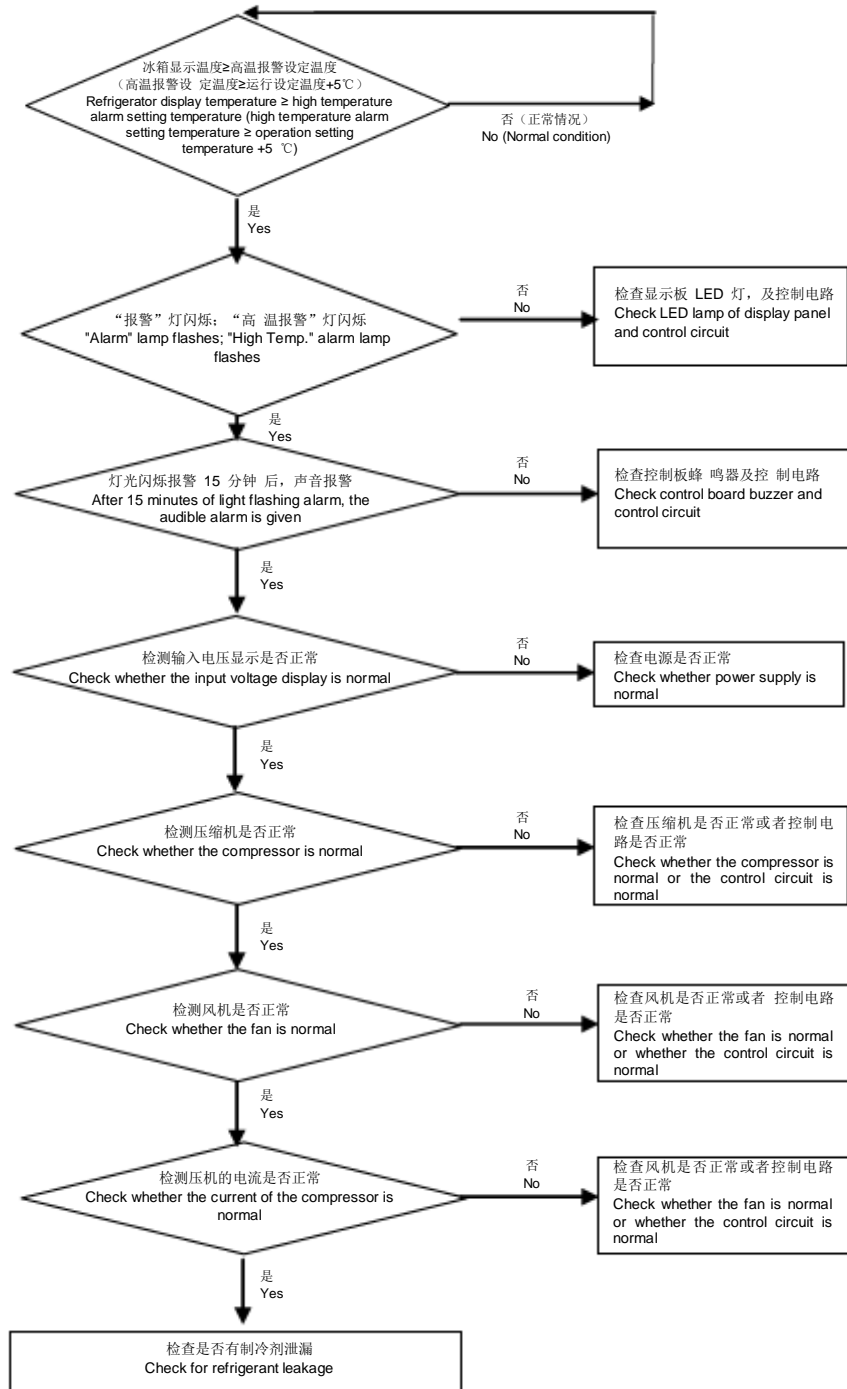 冰箱显示温度≥高温报警设定温度
（高温报警设 定温度≥运行设定温度+5℃）
Refrigerator display temperature ≥ high temperature
alarm setting temperature (high temperature alarm
setting temperature ≥ operation setting
temperature +5 ℃)
否（正常情况）
No (Normal condition)
是
Yes
“报警”灯闪烁；“高 温报警”灯闪烁
"Alarm" lamp flashes; "High Temp." alarm lamp
flashes
否
No
检查显示板 LED 灯，及控制电路
Check LED lamp of display panel
and control circuit
是
Yes
灯光闪烁报警 15 分钟 后，声音报警
After 15 minutes of light flashing alarm, the
audible alarm is given
否
No
检查控制板蜂 鸣器及控 制电路
Check control board buzzer and
control circuit
是
Yes
检测输入电压显示是否正常
Check whether the input voltage display is normal
否
No
检查电源是否正常
Check whether power supply is
normal
是
Yes
检测压缩机是否正常
Check whether the compressor is normal
否
No
检查压缩机是否正常或者控制电
路是否正常
Check whether the compressor is
normal or the control circuit is
normal
是
Yes
检测风机是否正常
Check whether the fan is normal
否
No
检查风机是否正常或者 控制电路
是否正常
Check whether the fan is normal
or whether the control circuit is
normal
是
Yes
检测压机的电流是否正常
Check whether the current of the compressor is
normal
否
No
检查风机是否正常或者控制电路
是否正常
Check whether the fan is normal
or whether the control circuit is
normal
是
Yes
检查是否有制冷剂泄漏
Check for refrigerant leakage